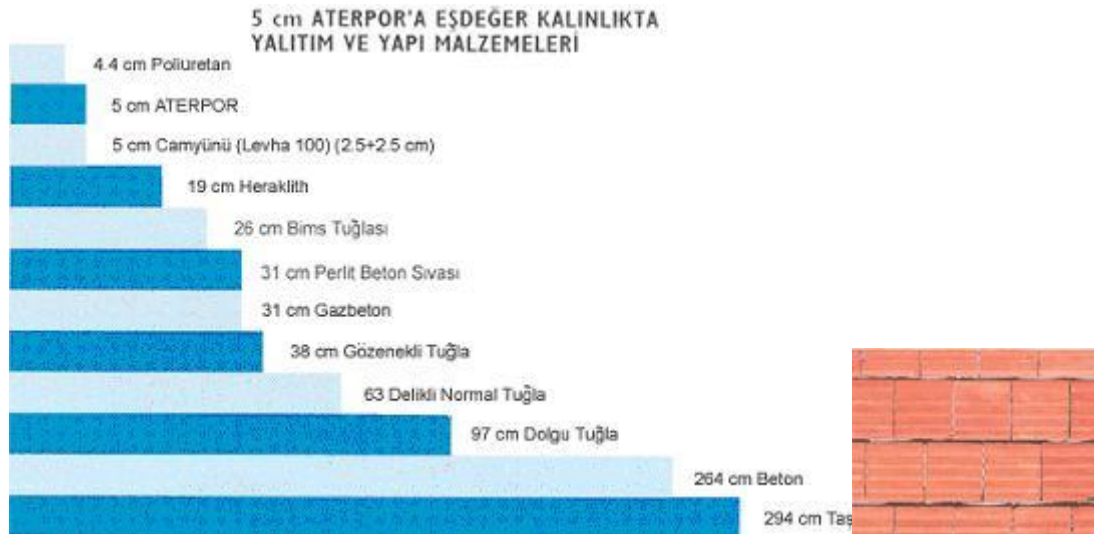 5 cm ATERPOR'A EŞDEĞER KALINLIKTA
YALITIM VE YAPI MALZEMELERİ
4.4 cm Poliuretan
5 cm ATERPOR
5 cm Camyünü (Levha 100) (2.5+2.5 cm)
19 cm Heraklith
26 cm Bims Tuğlası
31 cm Perlit Beton Sıvası
31 cm Gazbeton
38 cm Gözenekli Tuğla
63 Delikli Normal Tuğla
97 cm Dolgu Tuğla
264 cm Beton
294 cm Taş